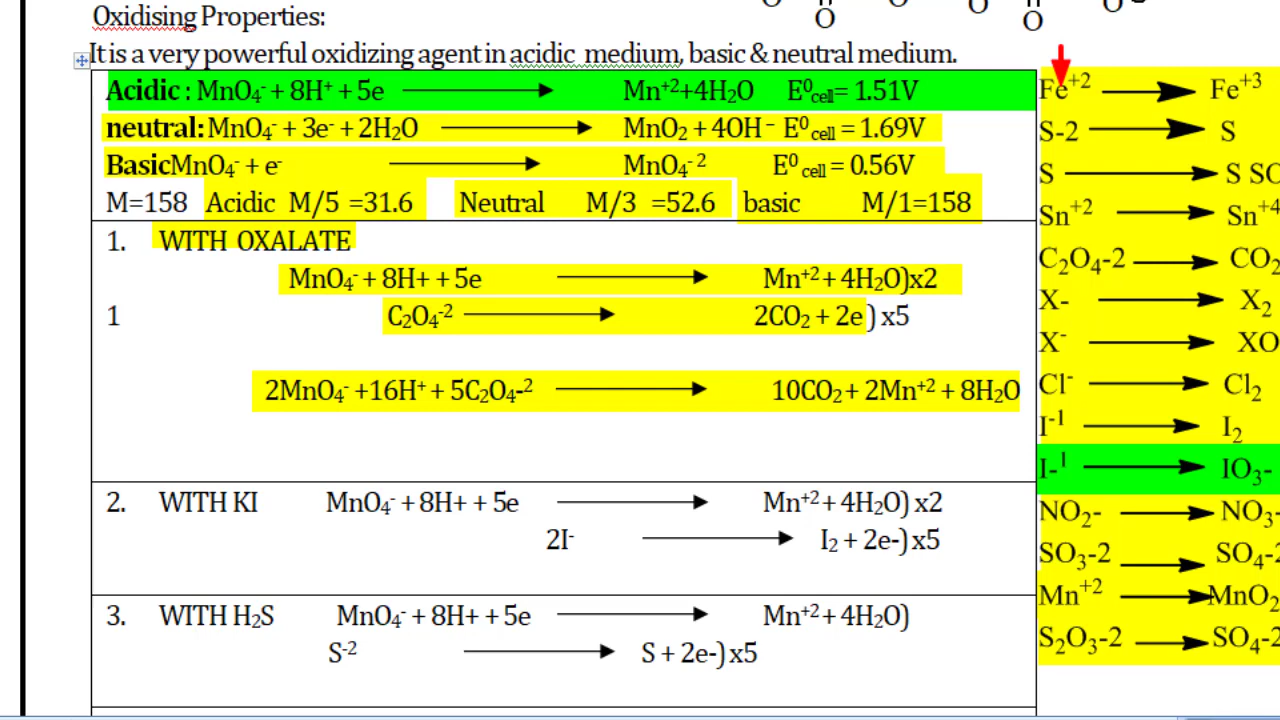 Oxidising Properties:
O O O O O O
It is a very powerful oxidizing agent in acidic medium, basic & neutral medium.
Acidic : MnO₄⁻ + 8H⁺ + 5e ⟶ Mn⁺²+4H₂O E⁰cell= 1.51V
neutral: MnO₄⁻ + 3e⁻ + 2H₂O ⟶ MnO₂ + 4OH⁻ E⁰cell = 1.69V
BasicMnO₄⁻ + e⁻ ⟶ MnO₄⁻² E⁰cell = 0.56V
M=158 Acidic M/5 =31.6 Neutral M/3 =52.6 basic M/1=158
1. WITH OXALATE
MnO₄⁻ + 8H+ + 5e ⟶ Mn⁺² + 4H₂O)x2
1 C₂O₄⁻² ⟶ 2CO₂ + 2e ) x5
2MnO₄⁻ +16H⁺ + 5C₂O₄-² ⟶ 10CO₂ + 2Mn⁺² + 8H₂O
2. WITH KI MnO₄⁻ + 8H+ + 5e ⟶ Mn⁺² + 4H₂O) x2
2I⁻ ⟶ I₂ + 2e-) x5
3. WITH H₂S MnO₄⁻ + 8H+ + 5e ⟶ Mn⁺² + 4H₂O)
S⁻² ⟶ S + 2e-) x5
Fe⁺² ⟶ Fe⁺³
S-2 ⟶ S
S ⟶ S SO
Sn⁺² ⟶ Sn⁺⁴
C₂O₄-2 ⟶ CO₂
X- ⟶ X₂
X⁻ ⟶ XO
Cl⁻ ⟶ Cl₂
I⁻¹ ⟶ I₂
I-¹ ⟶ IO₃-
NO₂- ⟶ NO₃-
SO₃-2 ⟶ SO₄-2
Mn⁺² ⟶ MnO₂
S₂O₃-2 ⟶ SO₄-2